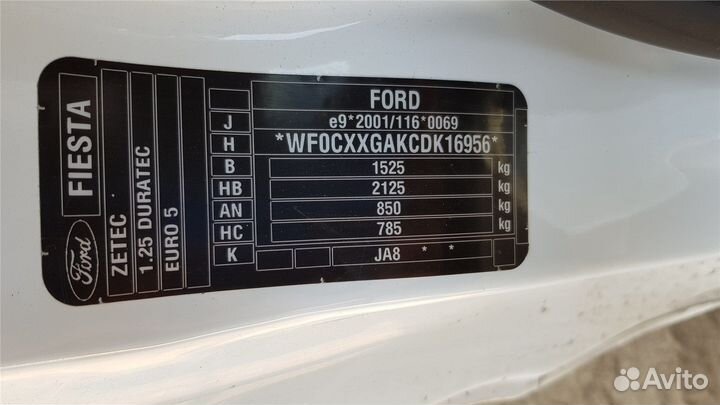 FIESTA
Ford
ZETEC
1.25 DURATEC
EURO 5
FORD
J e9*2001/116*0069
H *WF0CXXGAKCDK16956*
B 1525 kg
HB 2125 kg
AN 850 kg
HC 785 kg
K JA8 * *
Avito